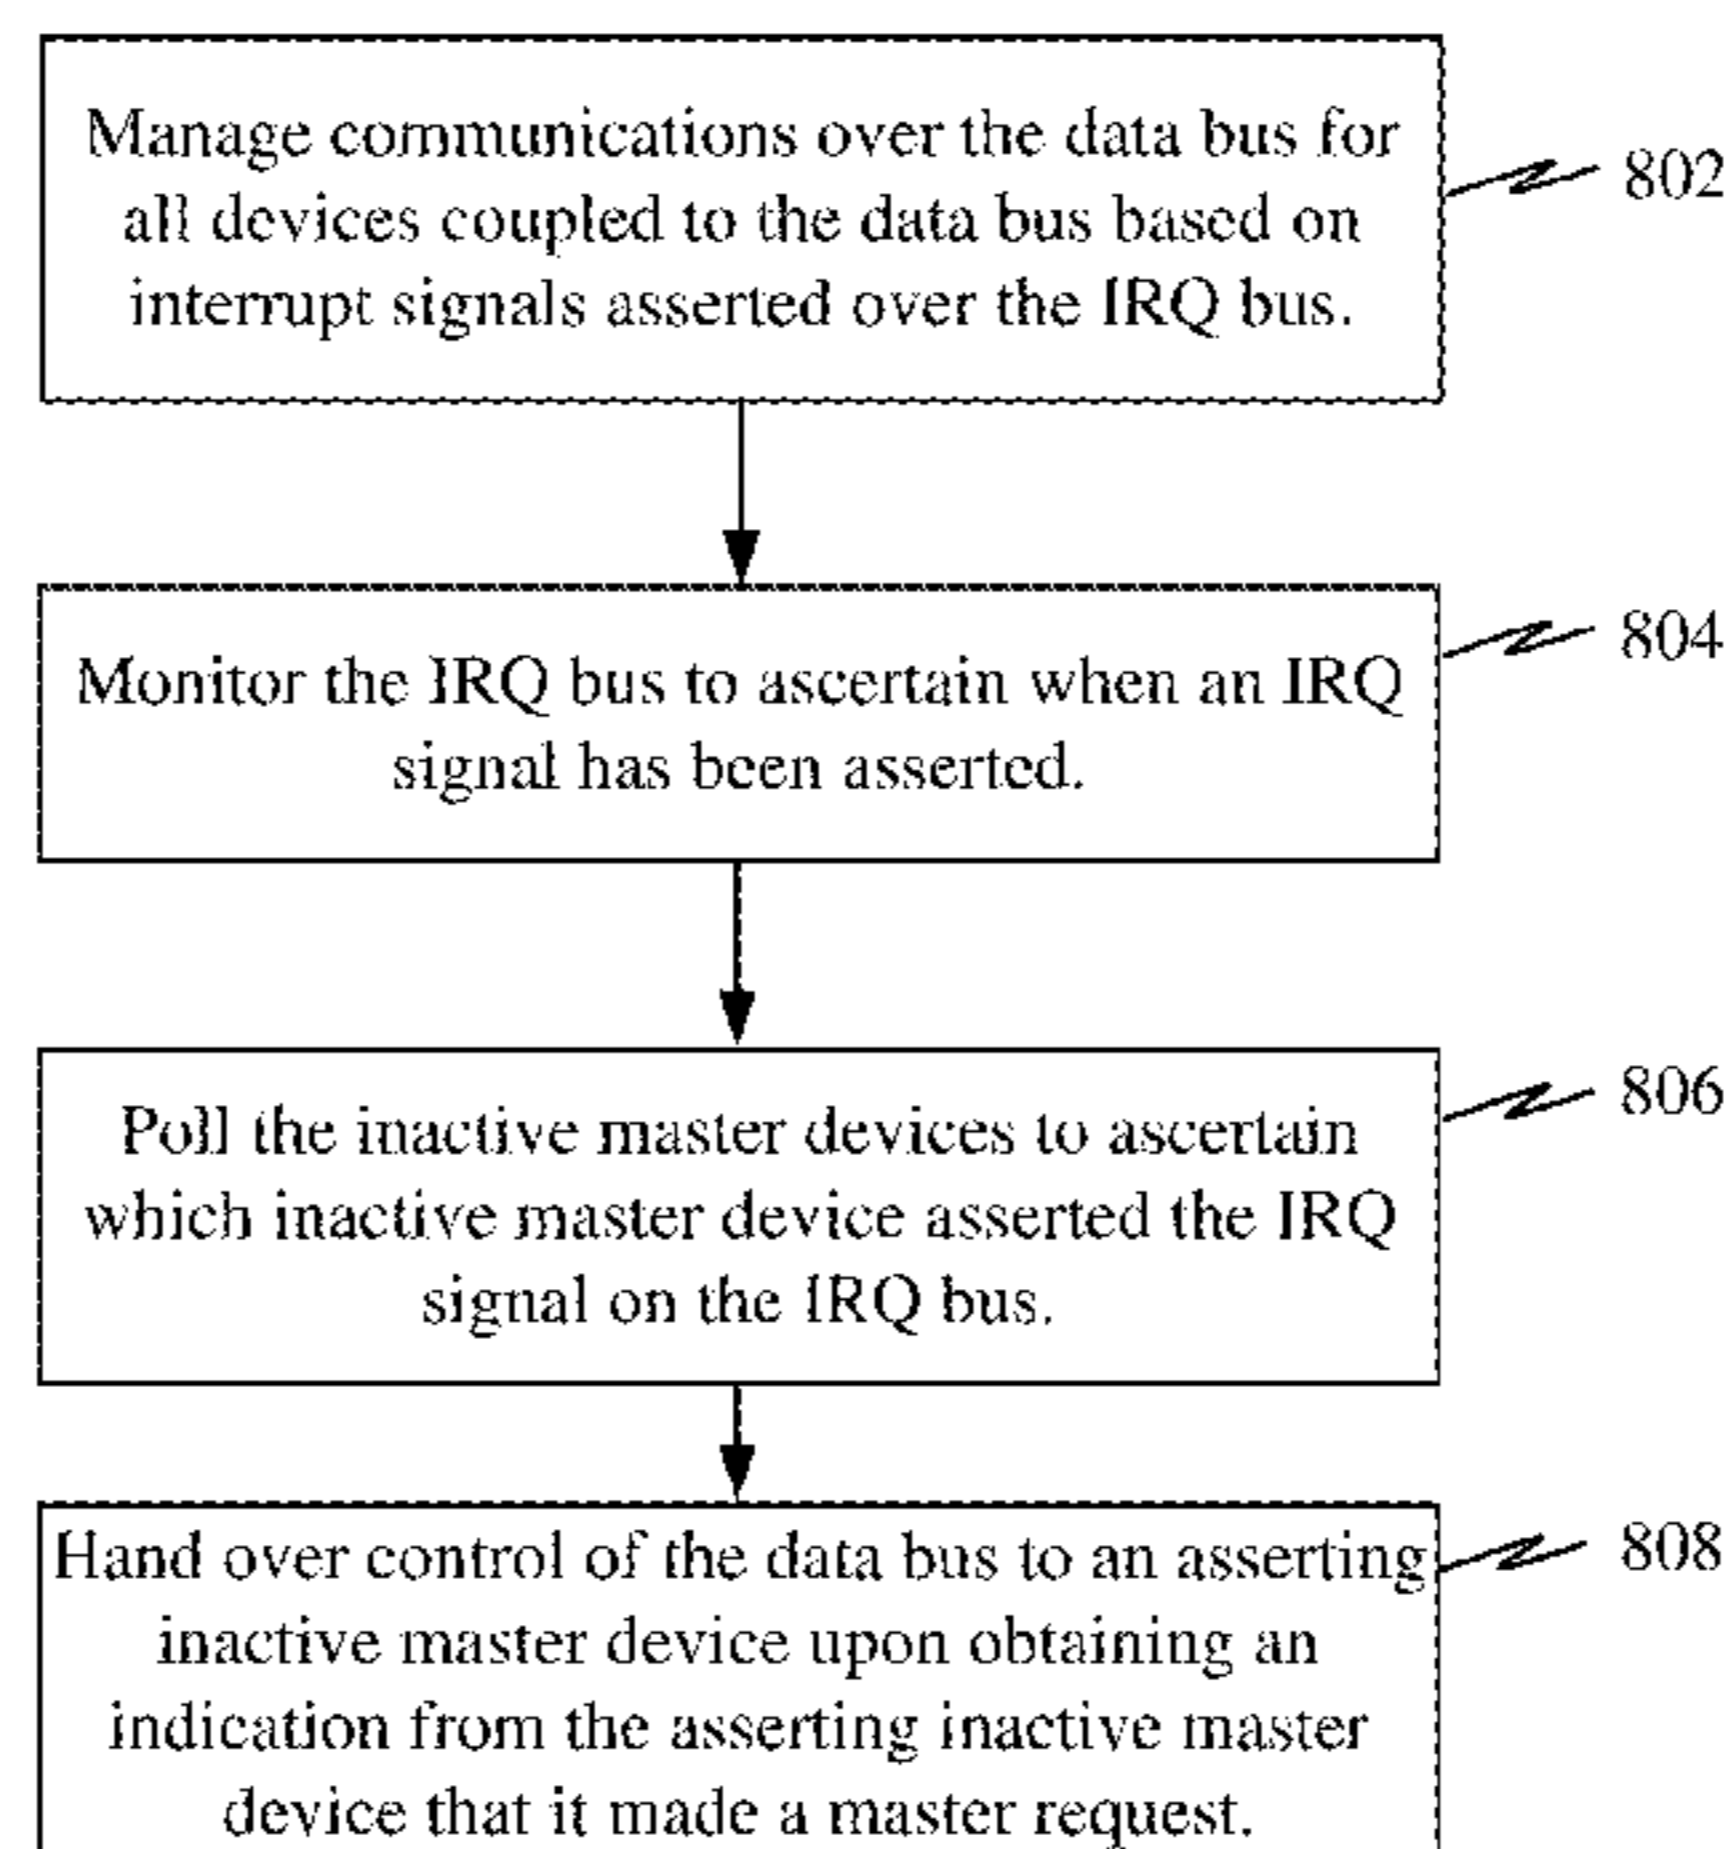 Manage communications over the data bus for
all devices coupled to the data bus based on
interrupt signals asserted over the IRQ bus.
802
Monitor the IRQ bus to ascertain when an IRQ
signal has been asserted.
804
Poll the inactive master devices to ascertain
which inactive master device asserted the IRQ
signal on the IRQ bus.
806
Hand over control of the data bus to an asserting
inactive master device upon obtaining an
indication from the asserting inactive master
device that it made a master request.
808